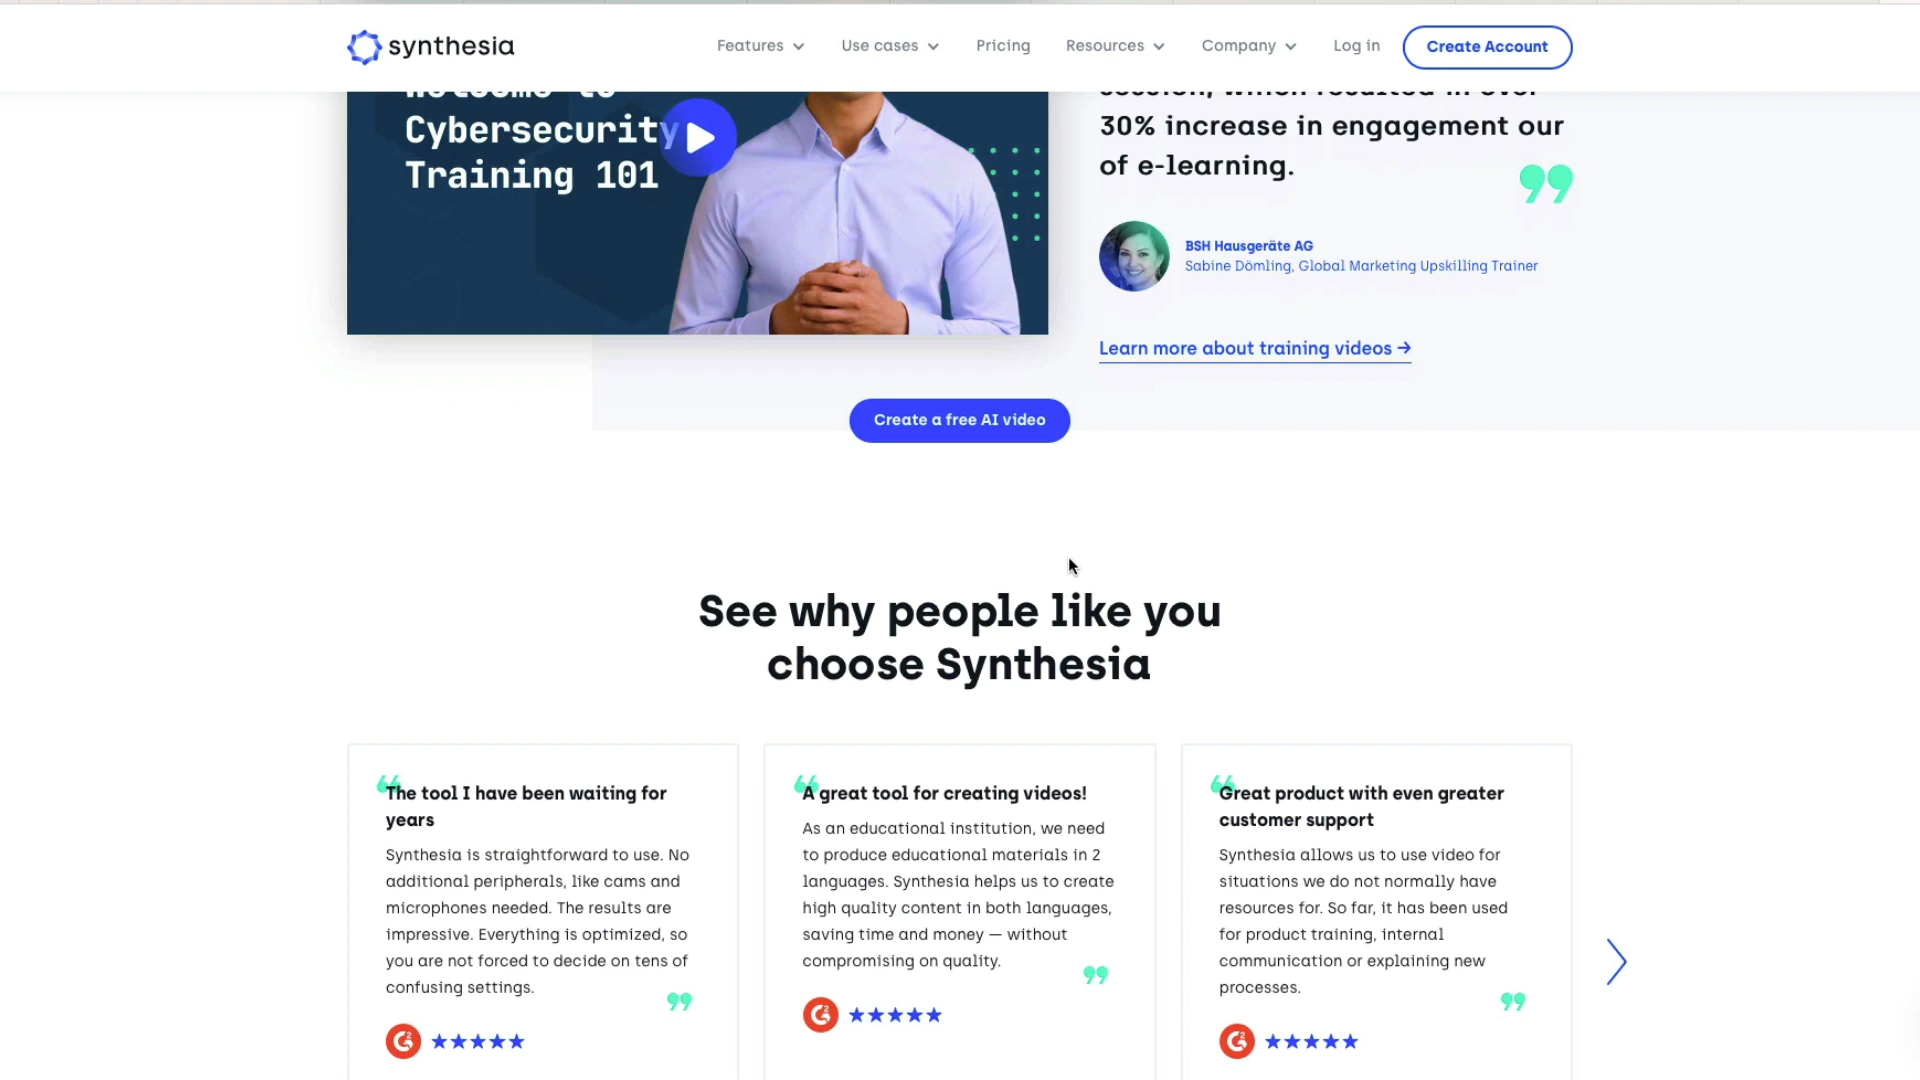 synthesia
Features
Use cases
Pricing
Resources
Company
Log in
Create Account
Welcome to
Cybersecurity
Training 101
session, which resulted in over
30% increase in engagement our
of e-learning.
BSH Hausgeräte AG
Sabine Dömling, Global Marketing Upskilling Trainer
Learn more about training videos →
Create a free AI video
See why people like you
choose Synthesia
The tool I have been waiting for
years
Synthesia is straightforward to use. No
additional peripherals, like cams and
microphones needed. The results are
impressive. Everything is optimized, so
you are not forced to decide on tens of
confusing settings.
A great tool for creating videos!
As an educational institution, we need
to produce educational materials in 2
languages. Synthesia helps us to create
high quality content in both languages,
saving time and money — without
compromising on quality.
Great product with even greater
customer support
Synthesia allows us to use video for
situations we do not normally have
resources for. So far, it has been used
for product training, internal
communication or explaining new
processes.